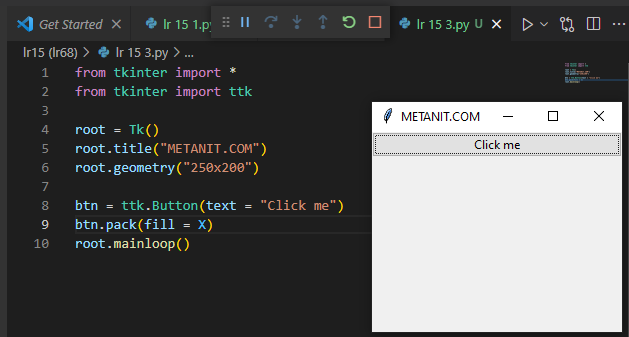 Get Started
lr 15 1.py
lr 15 3.py U
lr15 (lr68) > lr 15 3.py > ...
1 from tkinter import *
2 from tkinter import ttk
3
4 root = Tk()
5 root.title("METANIT.COM")
6 root.geometry("250x200")
7
8 btn = ttk.Button(text = "Click me")
9 btn.pack(fill = X)
10 root.mainloop()
METANIT.COM
Click me